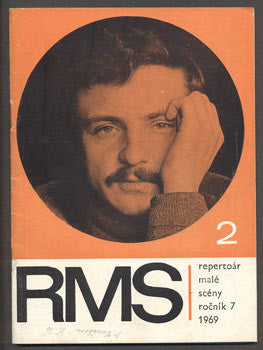 2
RMS
repertoár
malé
scény
ročník 7
1969